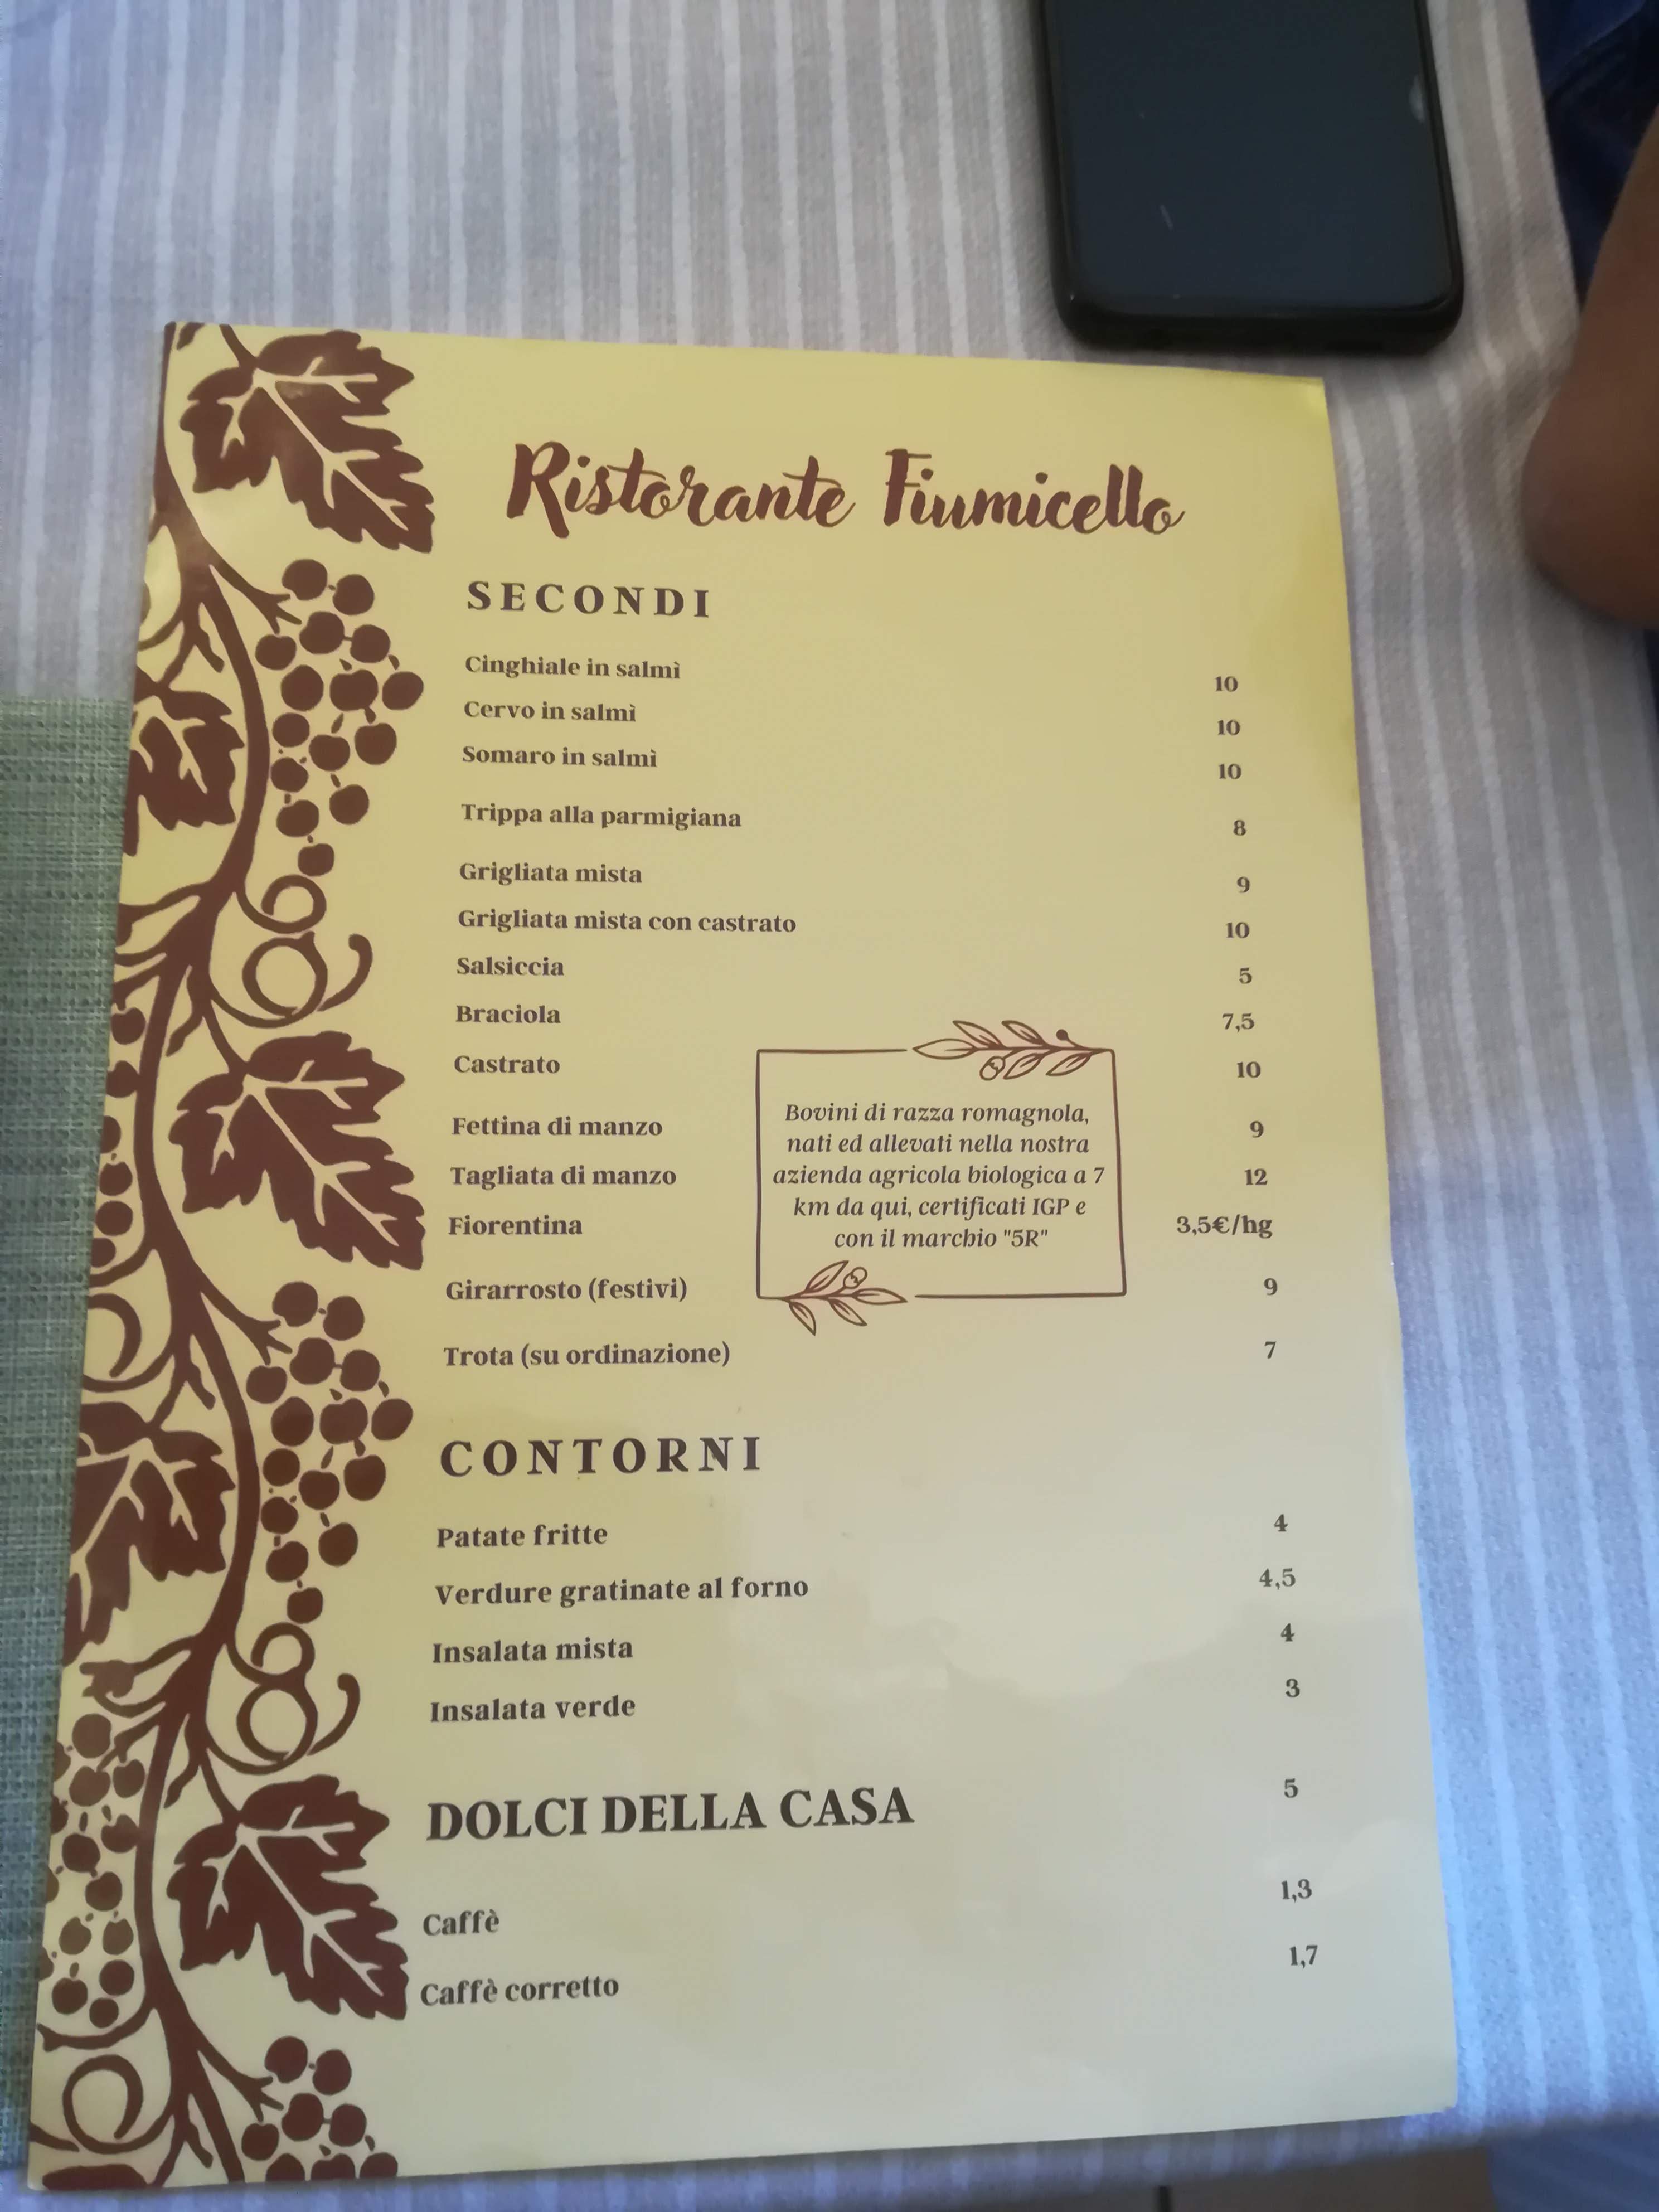 Ristorante Fiumicello
SECONDI
Cinghiale in salmì 10
Cervo in salmì 10
Somaro in salmì 10
Trippa alla parmigiana 8
Grigliata mista 9
Grigliata mista con castrato 10
Salsiccia 5
Braciola 7,5
Castrato 10
Fettina di manzo 9
Tagliata di manzo 12
Fiorentina 3,5€/hg
Bovini di razza romagnola,
nati ed allevati nella nostra
azienda agricola biologica a 7
km da qui, certificati IGP e
con il marchio "5R"
Girarrosto (festivi) 9
Trota (su ordinazione) 7
CONTORNI
Patate fritte 4
Verdure gratinate al forno 4,5
Insalata mista 4
Insalata verde 3
DOLCI DELLA CASA 5
Caffè 1,3
Caffè corretto 1,7